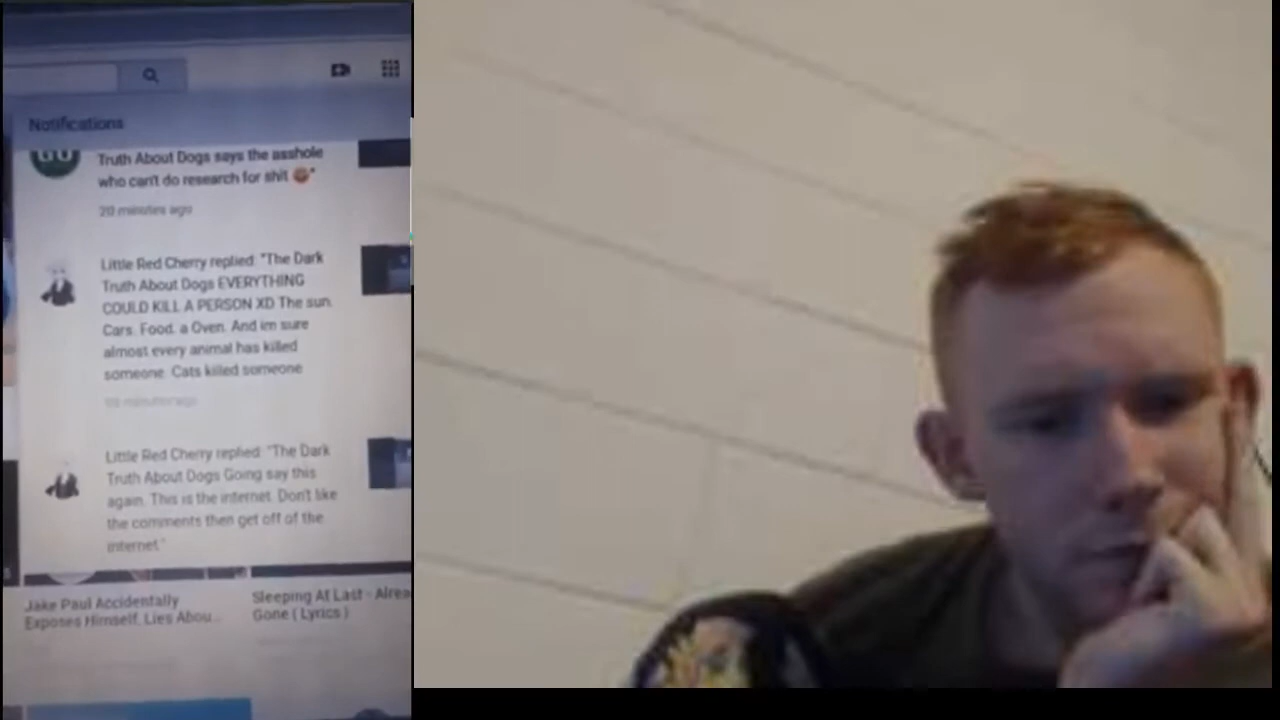 Notifications
GU
Truth About Dogs says the asshole
who can't do research for shit 😡"
20 minutes ago
Little Red Cherry replied: "The Dark
Truth About Dogs EVERYTHING
COULD KILL A PERSON XD The sun.
Cars. Food. a Oven. And im sure
almost every animal has killed
someone. Cats killed someone
minutes ago
Little Red Cherry replied: "The Dark
Truth About Dogs Going say this
again. This is the internet. Don't like
the comments then get off of the
internet."
Jake Paul Accidentally
Exposes Himself, Lies Abou...
Sleeping At Last - Alrea
Gone ( Lyrics )